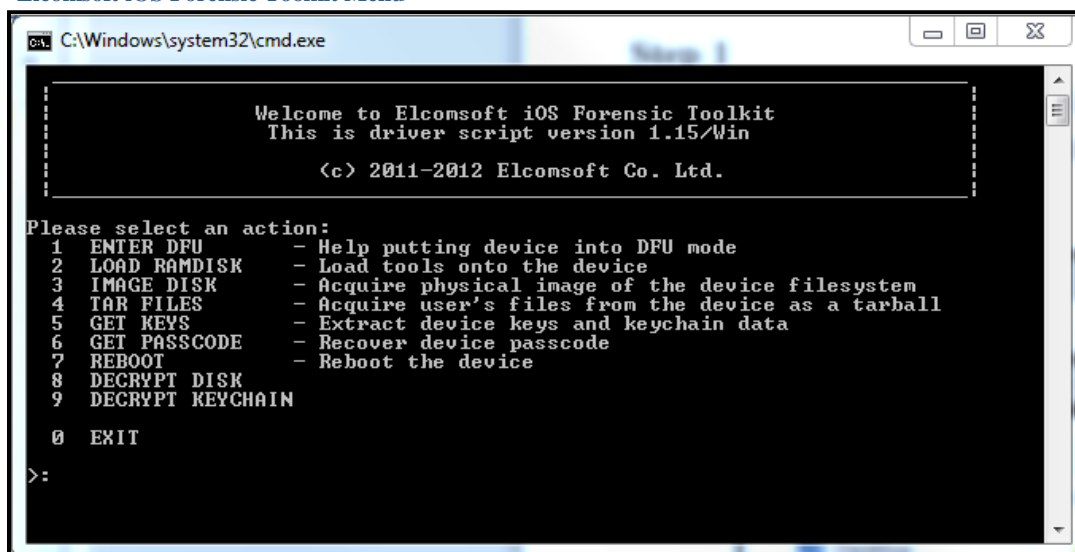 Elcomsoft iOS Forensic Toolkit Menu
C:\Windows\system32\cmd.exe
Step 1
Welcome to Elcomsoft iOS Forensic Toolkit
This is driver script version 1.15/Win
(c) 2011-2012 Elcomsoft Co. Ltd.
Please select an action:
1 ENTER DFU - Help putting device into DFU mode
2 LOAD RAMDISK - Load tools onto the device
3 IMAGE DISK - Acquire physical image of the device filesystem
4 TAR FILES - Acquire user's files from the device as a tarball
5 GET KEYS - Extract device keys and keychain data
6 GET PASSCODE - Recover device passcode
7 REBOOT - Reboot the device
8 DECRYPT DISK
9 DECRYPT KEYCHAIN
0 EXIT
>: